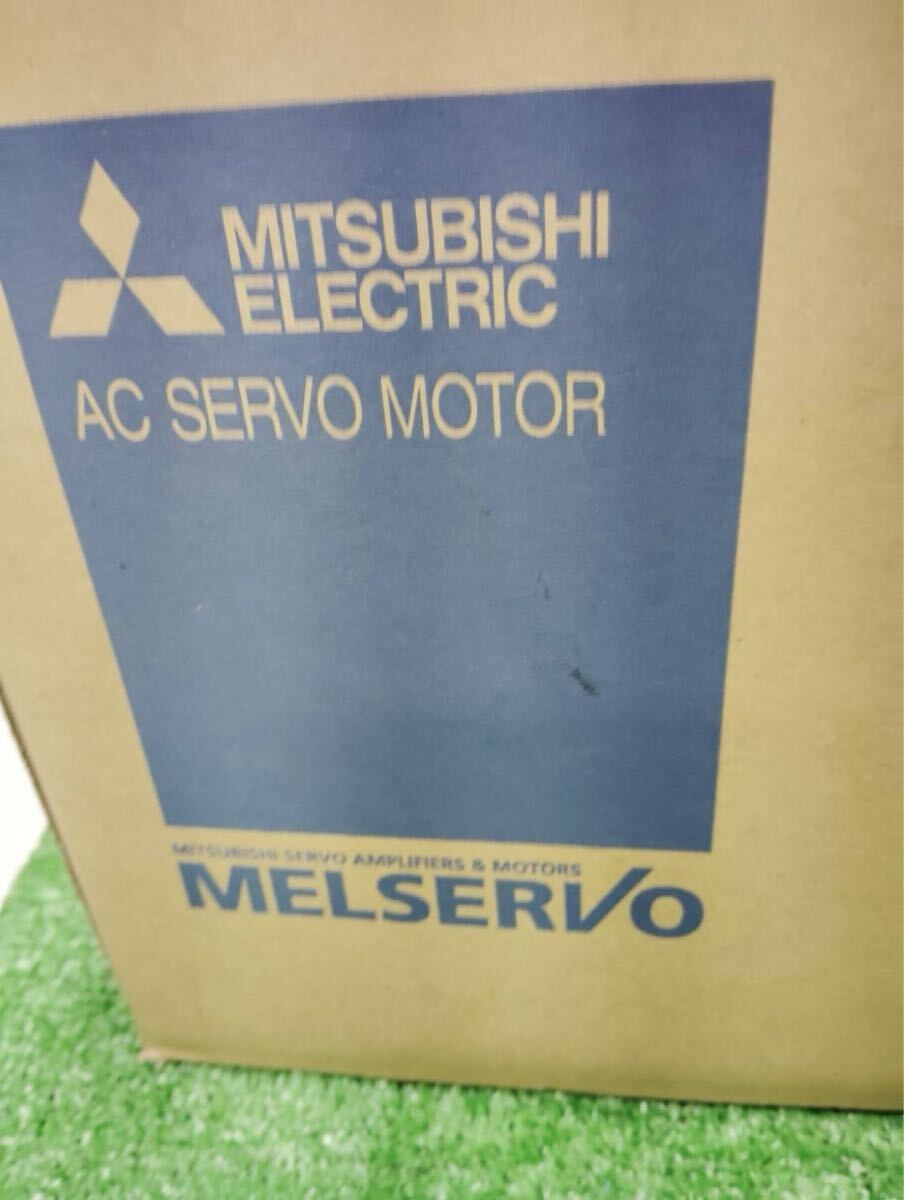 MITSUBISHI
ELECTRIC
AC SERVO MOTOR
MITSUBISHI SERVO AMPLIFIERS & MOTORS
MELSERVO